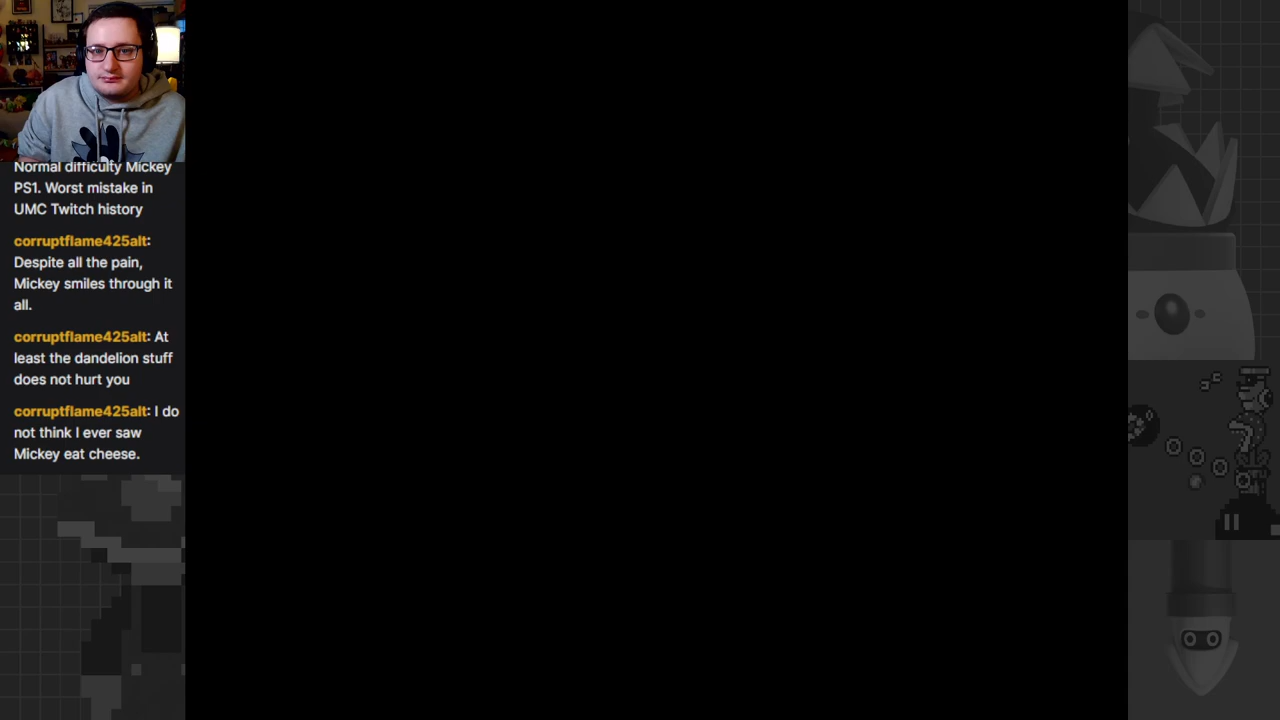 Normal difficulty Mickey
PS1. Worst mistake in
UMC Twitch history
corruptflame425alt:
Despite all the pain,
Mickey smiles through it
all.
corruptflame425alt: At
least the dandelion stuff
does not hurt you
corruptflame425alt: I do
not think I ever saw
Mickey eat cheese.